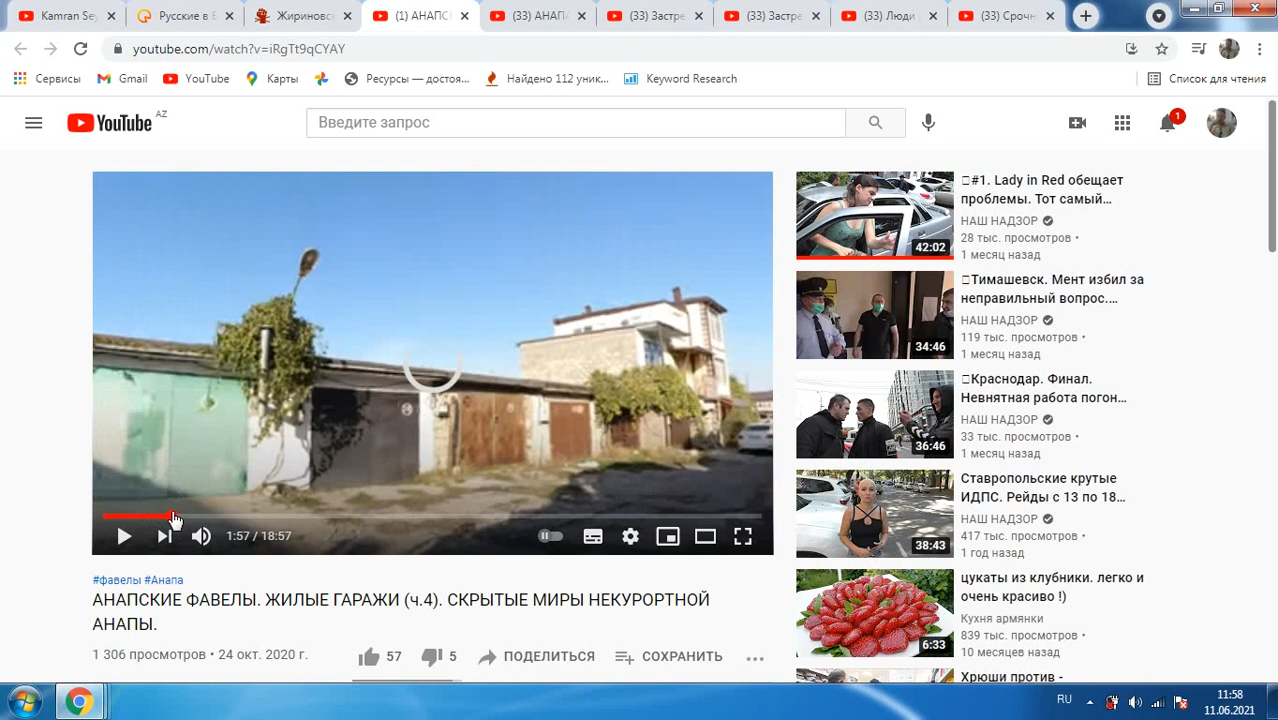 Kamran Sey
Русские в Б
Жириновс
(1) АНАПС
(33) АНАП
(33) Застре
(33) Застре
(33) Люди
(33) Срочн
youtube.com/watch?v=iRgTt9qCYAY
Сервисы
Gmail
YouTube
Карты
Ресурсы — достоя...
Найдено 112 уник...
Keyword Research
Список для чтения
YouTube AZ
Введите запрос
1
#1. Lady in Red обещает
проблемы. Тот самый...
НАШ НАДЗОР
28 тыс. просмотров •
1 месяц назад
42:02
Тимашевск. Мент избил за
неправильный вопрос....
НАШ НАДЗОР
119 тыс. просмотров •
1 месяц назад
34:46
Краснодар. Финал.
Невнятная работа погон...
НАШ НАДЗОР
33 тыс. просмотров •
1 месяц назад
36:46
Ставропольские крутые
ИДПС. Рейды с 13 по 18...
НАШ НАДЗОР
417 тыс. просмотров •
1 год назад
38:43
цукаты из клубники. легко и
очень красиво !)
Кухня армянки
839 тыс. просмотров •
10 месяцев назад
6:33
Хрюши против -
1:57 / 18:57
#фавелы #Анапа
АНАПСКИЕ ФАВЕЛЫ. ЖИЛЫЕ ГАРАЖИ (ч.4). СКРЫТЫЕ МИРЫ НЕКУРОРТНОЙ
АНАПЫ.
1 306 просмотров • 24 окт. 2020 г.
57
5
ПОДЕЛИТЬСЯ
СОХРАНИТЬ
RU
11:58
11.06.2021